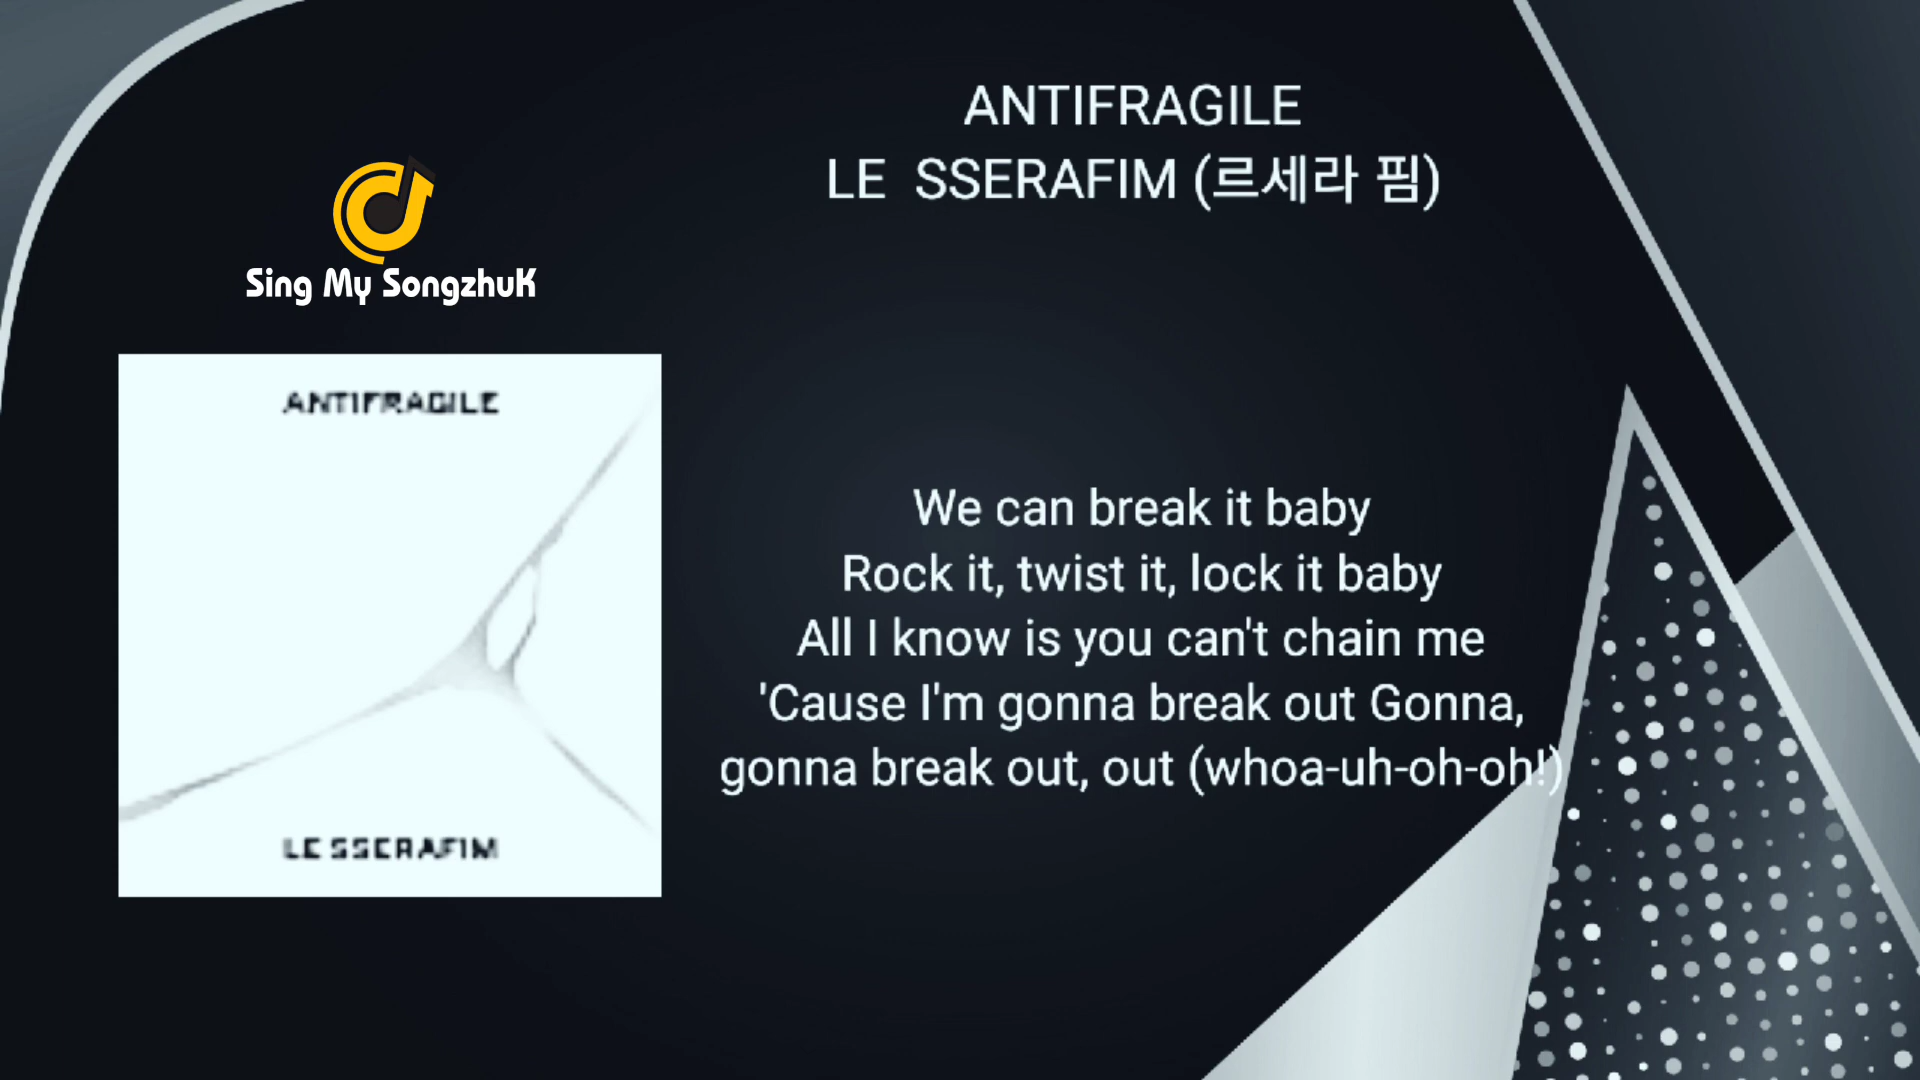 ANTIFRAGILE
LE SSERAFIM (르세라 핌)
Sing My SongzhuK
ANTIFRAGILE
LE SSERAFIM
We can break it baby
Rock it, twist it, lock it baby
All I know is you can't chain me
'Cause I'm gonna break out Gonna,
gonna break out, out (whoa-uh-oh-oh!)